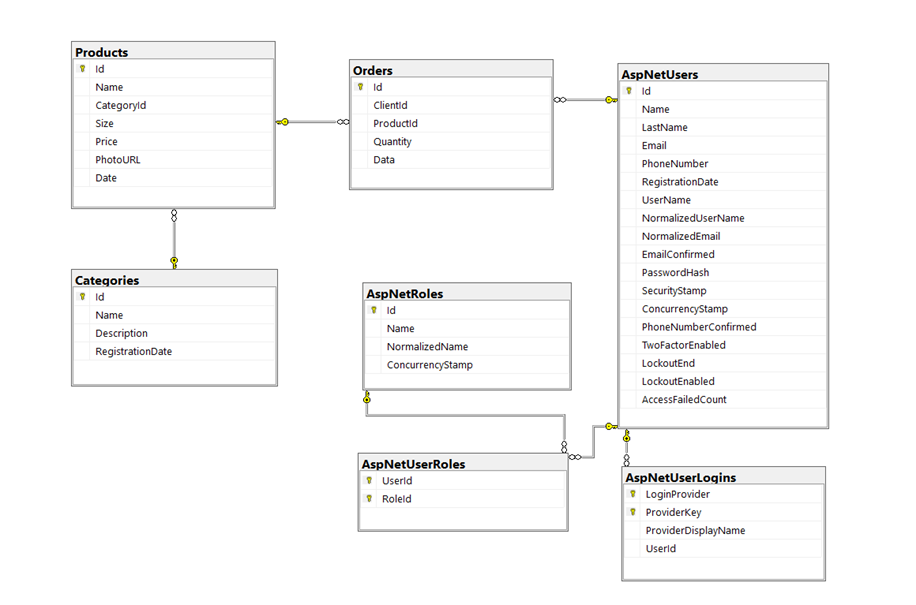 Products
Id
Name
CategoryId
Size
Price
PhotoURL
Date
Orders
Id
ClientId
ProductId
Quantity
Data
AspNetUsers
Id
Name
LastName
Email
PhoneNumber
RegistrationDate
UserName
NormalizedUserName
NormalizedEmail
EmailConfirmed
PasswordHash
SecurityStamp
ConcurrencyStamp
PhoneNumberConfirmed
TwoFactorEnabled
LockoutEnd
LockoutEnabled
AccessFailedCount
Categories
Id
Name
Description
RegistrationDate
AspNetRoles
Id
Name
NormalizedName
ConcurrencyStamp
AspNetUserRoles
UserId
RoleId
AspNetUserLogins
LoginProvider
ProviderKey
ProviderDisplayName
UserId